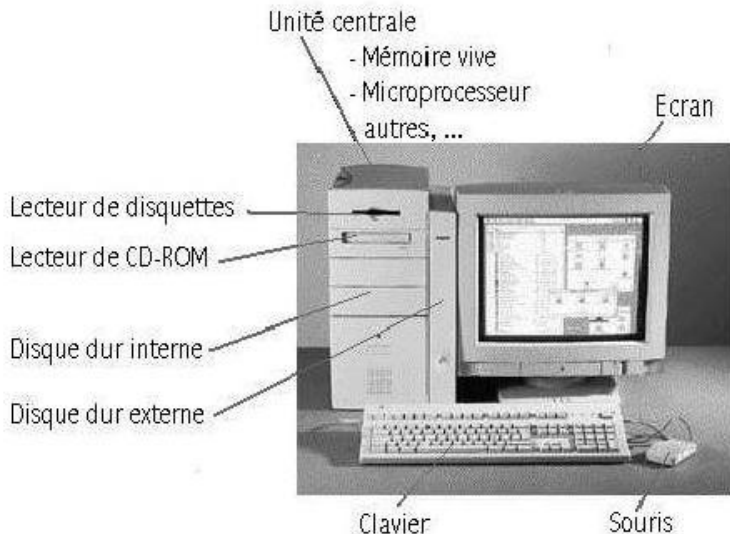 Unité centrale
- Mémoire vive
- Microprocesseur
autres, ...
Ecran
Lecteur de disquettes
Lecteur de CD-ROM
Disque dur interne
Disque dur externe
Clavier
Souris